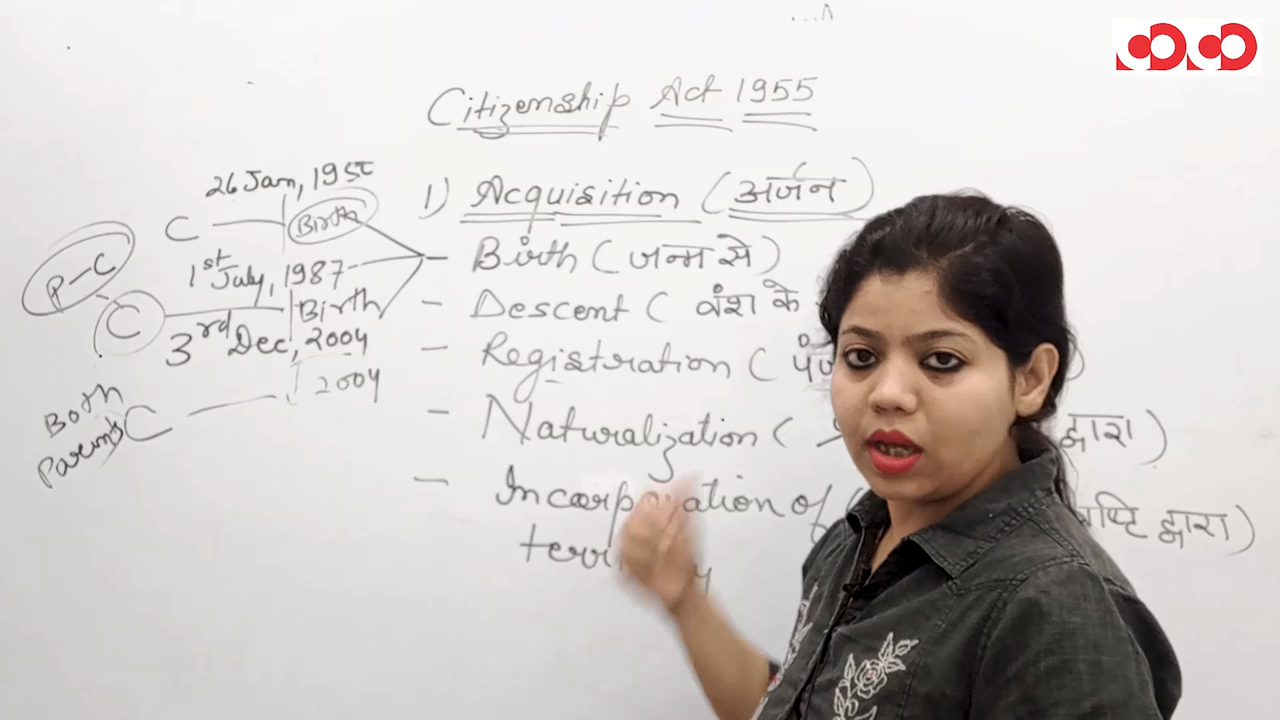 Citizenship Act 1955
26 Jan, 1950
C Birth
P-C
1st July, 1987
C Birth
3rd Dec, 2004
2004
Both
Parents C
1) Acquisition (अर्जन)
- Birth (जन्म से)
- Descent ( वंश के
- Registration ( )
- Naturalization ( द्वारा)
- Incorporation of ( द्वारा)